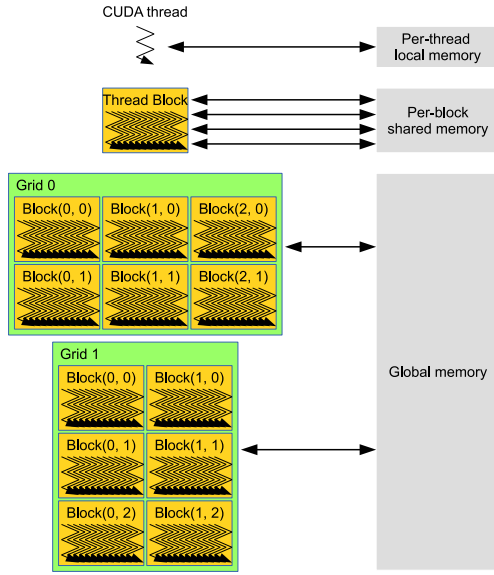 CUDA thread
Per-thread
local memory
Thread Block
Per-block
shared memory
Grid 0
Block(0, 0)
Block(1, 0)
Block(2, 0)
Block(0, 1)
Block(1, 1)
Block(2, 1)
Global memory
Grid 1
Block(0, 0)
Block(1, 0)
Block(0, 1)
Block(1, 1)
Block(0, 2)
Block(1, 2)